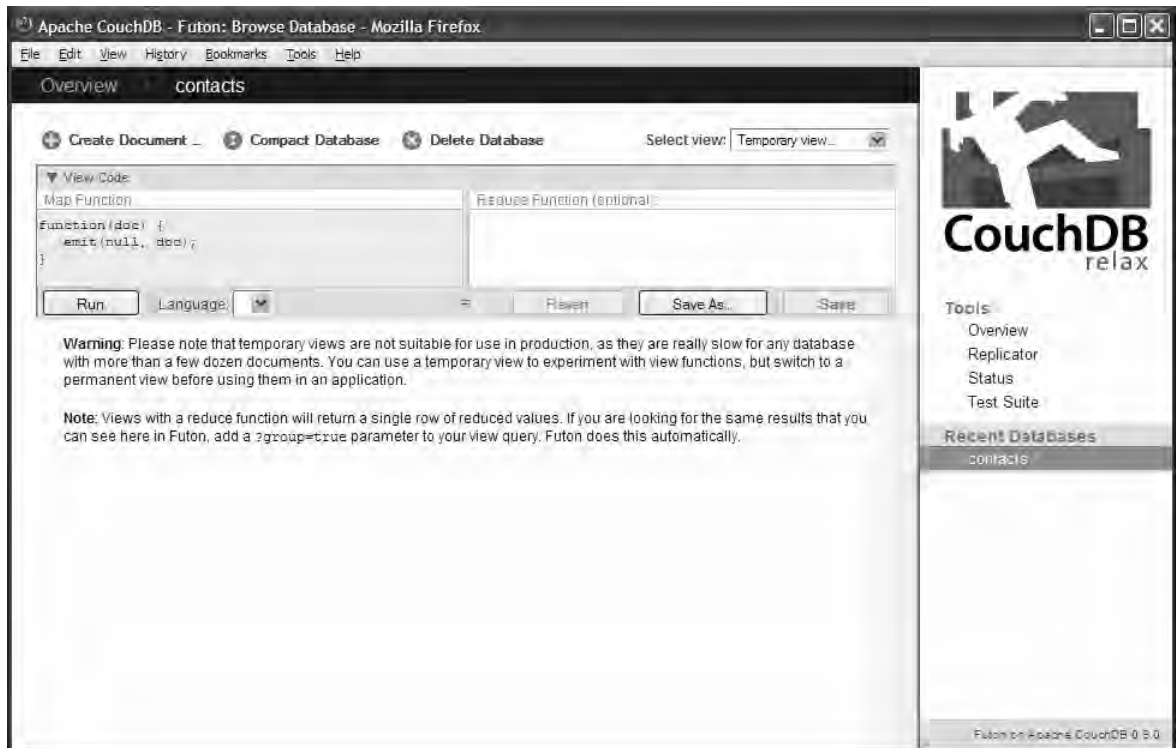 Apache CouchDB - Futon: Browse Database - Mozilla Firefox
File Edit View History Bookmarks Tools Help
Overview contacts
Create Document ... Compact Database Delete Database Select view: Temporary view...
View Code
Map Function Reduce Function (optional):
function(doc) {
emit(null, doc);
}
Run Language: = Revert Save As... Save
Warning: Please note that temporary views are not suitable for use in production, as they are really slow for any database
with more than a few dozen documents. You can use a temporary view to experiment with view functions, but switch to a
permanent view before using them in an application.
Note: Views with a reduce function will return a single row of reduced values. If you are looking for the same results that you
can see here in Futon, add a ?group=true parameter to your view query. Futon does this automatically.
CouchDB
relax
Tools
Overview
Replicator
Status
Test Suite
Recent Databases
contacts
Futon on Apache CouchDB